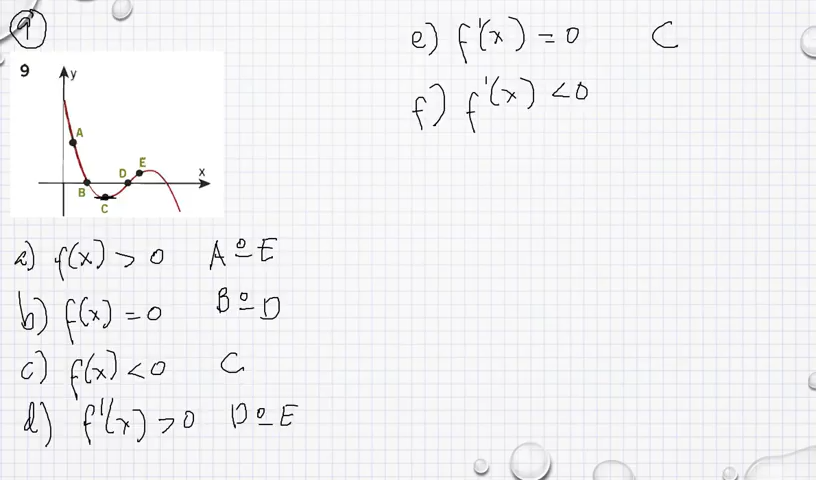 9
9
y
A
x
B
D
E
C
a) f(x) > 0 A o E
b) f(x) = 0 B o D
c) f(x) < 0 C
d) f'(x) > 0 D o E
e) f'(x) = 0 C
f) f'(x) < 0